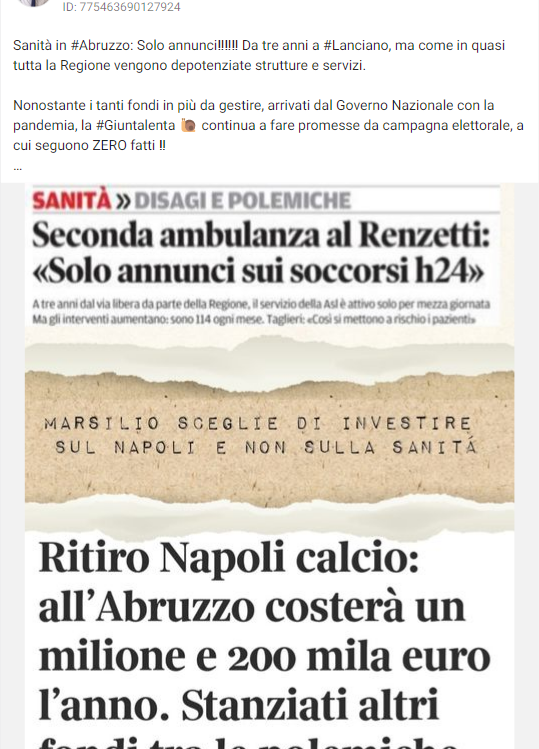 ID: 775463690127924
Sanità in #Abruzzo: Solo annunci!!!!!! Da tre anni a #Lanciano, ma come in quasi
tutta la Regione vengono depotenziate strutture e servizi.
Nonostante i tanti fondi in più da gestire, arrivati dal Governo Nazionale con la
pandemia, la #Giuntalenta 🐌 continua a fare promesse da campagna elettorale, a
cui seguono ZERO fatti !!
...
SANITÀ » DISAGI E POLEMICHE
Seconda ambulanza al Renzetti:
«Solo annunci sui soccorsi h24»
A tre anni dal via libera da parte della Regione, il servizio della Asl è attivo solo per mezza giornata
Ma gli interventi aumentano: sono 114 ogni mese. Taglieri: «Così si mettono a rischio i pazienti»
MARSILIO SCEGLIE DI INVESTIRE
SUL NAPOLI E NON SULLA SANITÁ
Ritiro Napoli calcio:
all'Abruzzo costerà un
milione e 200 mila euro
l'anno. Stanziati altri
fondi tra le polemiche